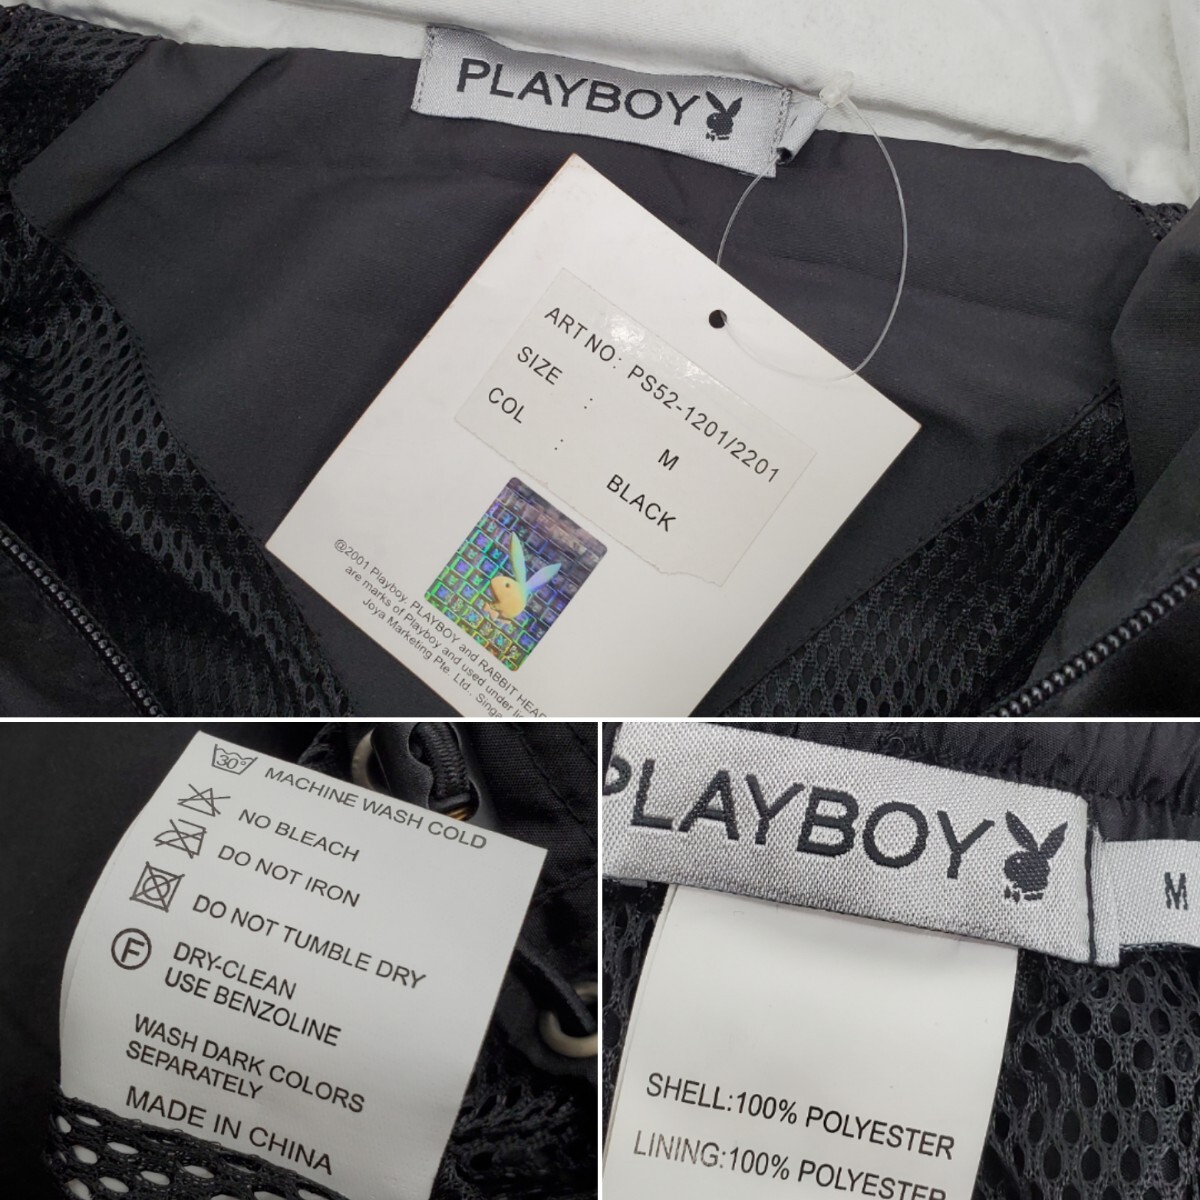 PLAYBOY
ART NO: PS52-1201/2201
SIZE : M
COL : BLACK
@2001 Playboy. PLAYBOY and RABBIT HEAD
are marks of Playboy and used under
Joya Marketing Pte. Ltd.
30°
MACHINE WASH COLD
NO BLEACH
DO NOT IRON
DO NOT TUMBLE DRY
F
DRY-CLEAN
USE BENZOLINE
WASH DARK COLORS
SEPARATELY
MADE IN CHINA
PLAYBOY
M
SHELL:100% POLYESTER
LINING:100% POLYESTER